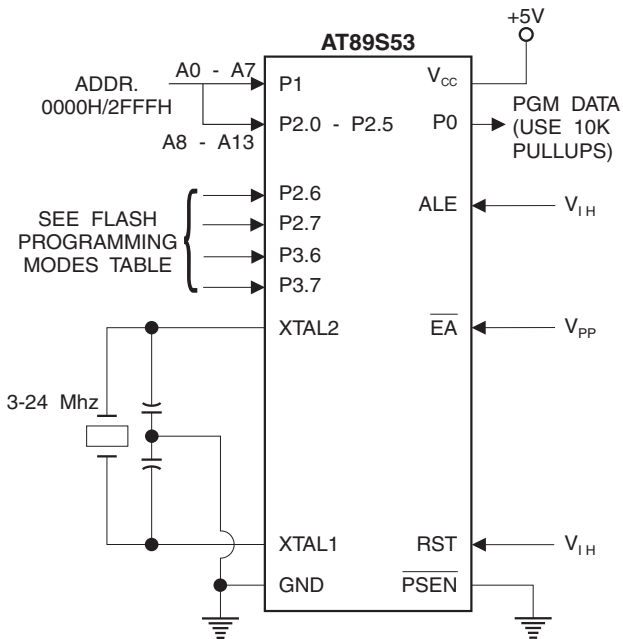 +5V
AT89S53
ADDR.
0000H/2FFFH
A0 - A7
P1
A8 - A13
P2.0 - P2.5
VCC
P0
PGM DATA
(USE 10K
PULLUPS)
SEE FLASH
PROGRAMMING
MODES TABLE
P2.6
P2.7
P3.6
P3.7
ALE
VIH
XTAL2
EA
VPP
3-24 Mhz
XTAL1
RST
VIH
GND
PSEN